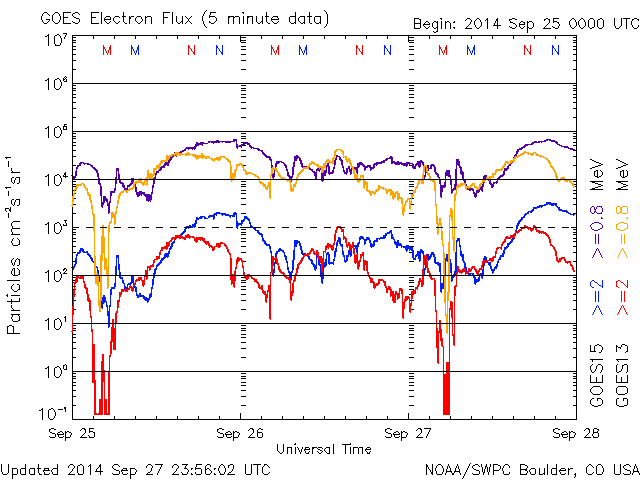 GOES Electron Flux (5 minute data)
Begin: 2014 Sep 25 0000 UTC
10⁷
M M N N M M N N M M N N
10⁶
10⁵
10⁴
10³
10²
10¹
10⁰
10⁻¹
Particles cm⁻²s⁻¹sr⁻¹
GOES15 >=2 >=0.8 MeV
GOES13 >=2 >=0.8 MeV
Sep 25 Sep 26 Sep 27 Sep 28
Universal Time
Updated 2014 Sep 27 23:56:02 UTC
NOAA/SWPC Boulder, CO USA